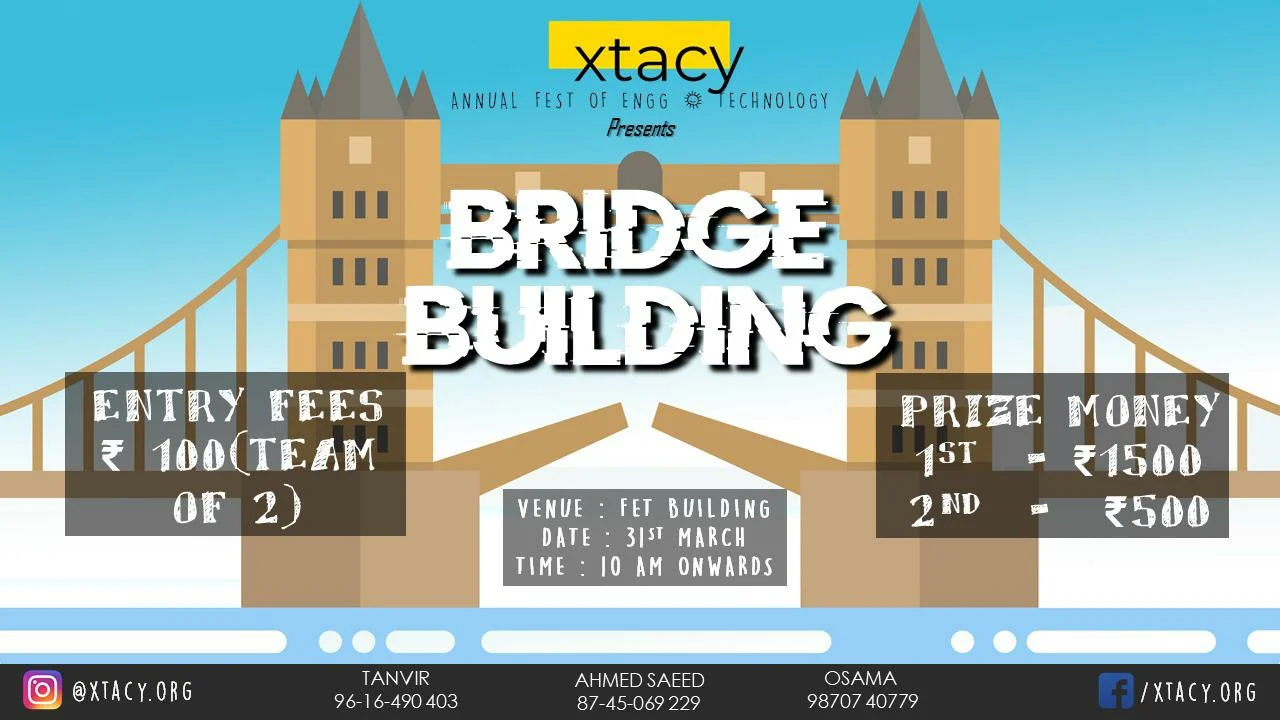 xtacy
ANNUAL FEST OF ENGG TECHNOLOGY
Presents
BRIDGE
BUILDING
ENTRY FEES
₹ 100(TEAM
OF 2)
PRIZE MONEY
1ST - ₹1500
2ND - ₹500
VENUE : FET BUILDING
DATE : 31ST MARCH
TIME : 10 AM ONWARDS
@XTACY.ORG
TANVIR
96-16-490 403
AHMED SAEED
87-45-069 229
OSAMA
98707 40779
/XTACY.ORG